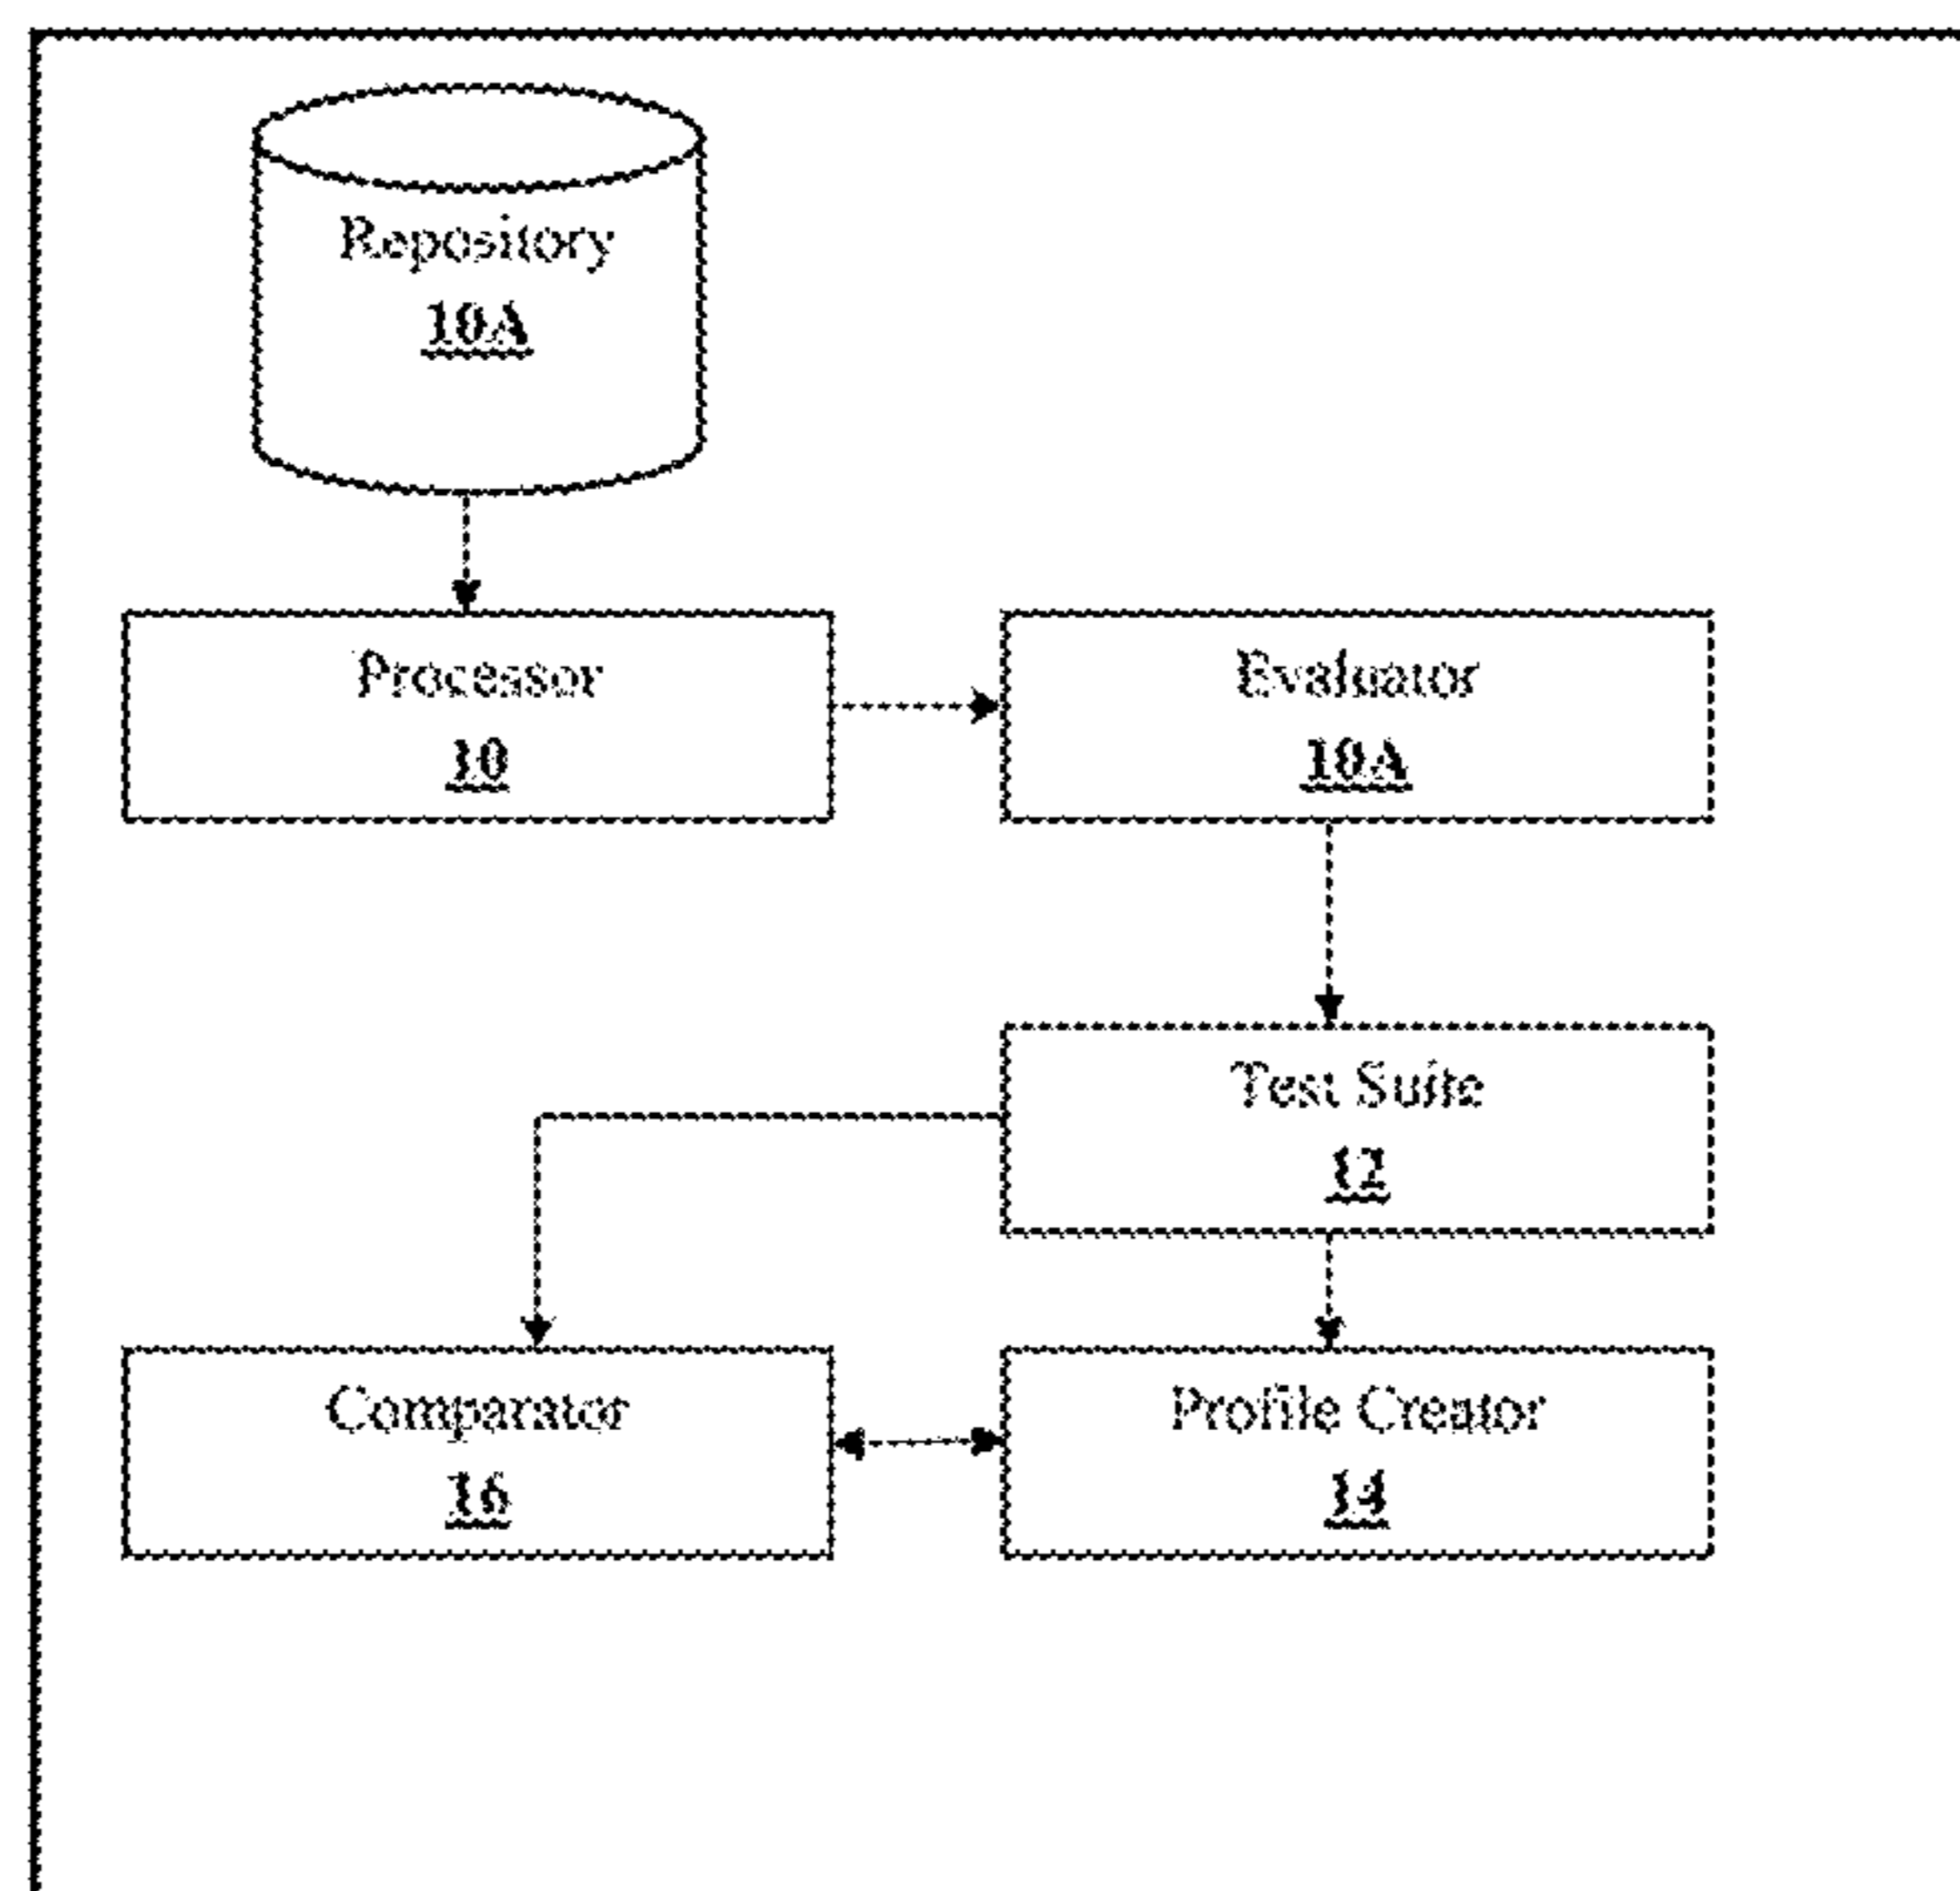 Repository
10A
Processor
10
Evaluator
10A
Test Suite
12
Comparator
16
Profile Creator
14